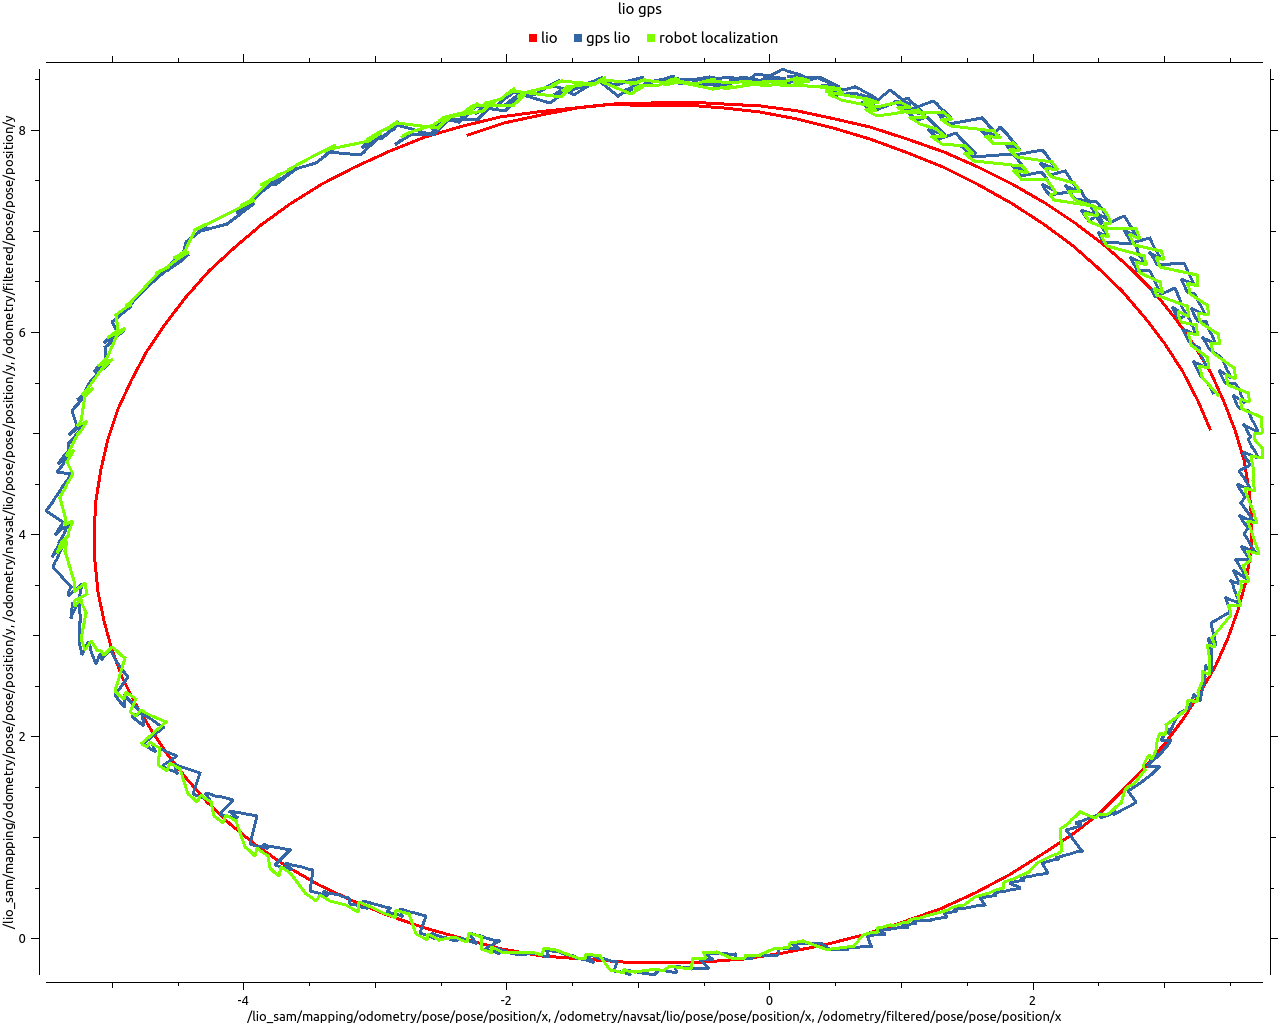 lio gps
lio gps lio robot localization
/lio_sam/mapping/odometry/pose/pose/position/y, /odometry/navsat/lio/pose/pose/position/y, /odometry/filtered/pose/pose/position/y
8
6
4
2
0
-4 -2 0 2
/lio_sam/mapping/odometry/pose/pose/position/x, /odometry/navsat/lio/pose/pose/position/x, /odometry/filtered/pose/pose/position/x